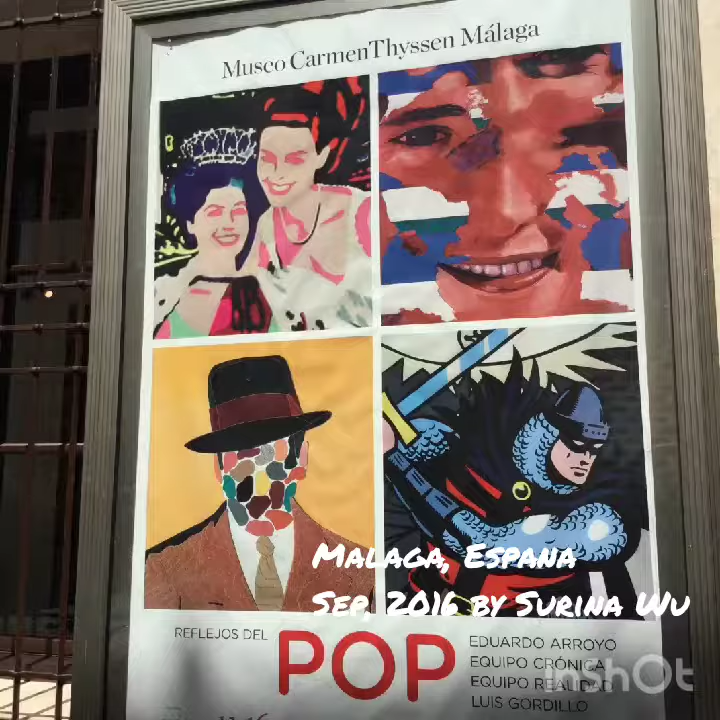 Museo CarmenThyssen Málaga
Malaga, Espana
Sep, 2016 by Surina Wu
REFLEJOS DEL
POP
EDUARDO ARROYO
EQUIPO CRÓNICA
EQUIPO REALIDAD
LUIS GORDILLO
InShOt